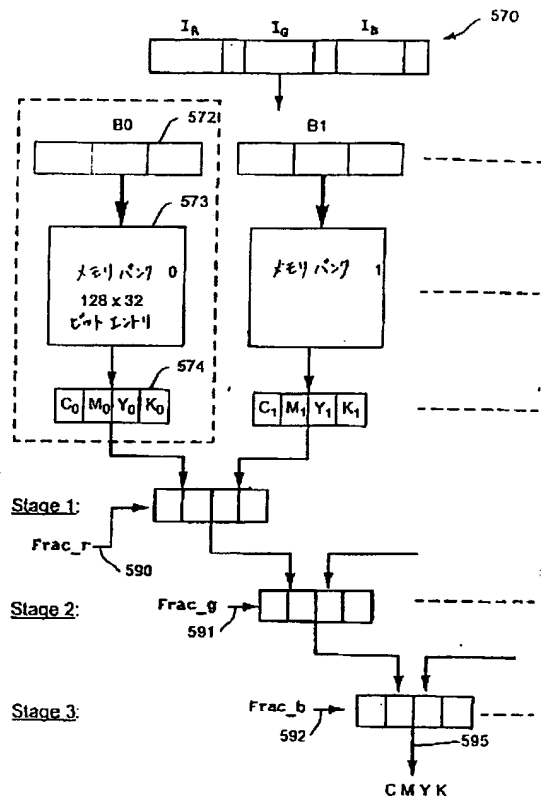 I_R I_G I_B 570
B0 572 B1
573
メモリ バンク 0
128 x 32
ビット エントリ
メモリ バンク 1
574
C₀ M₀ Y₀ K₀
C₁ M₁ Y₁ K₁
Stage 1:
Frac_r
590
Stage 2:
Frac_g
591
Stage 3:
Frac_b
592
595
CMYK